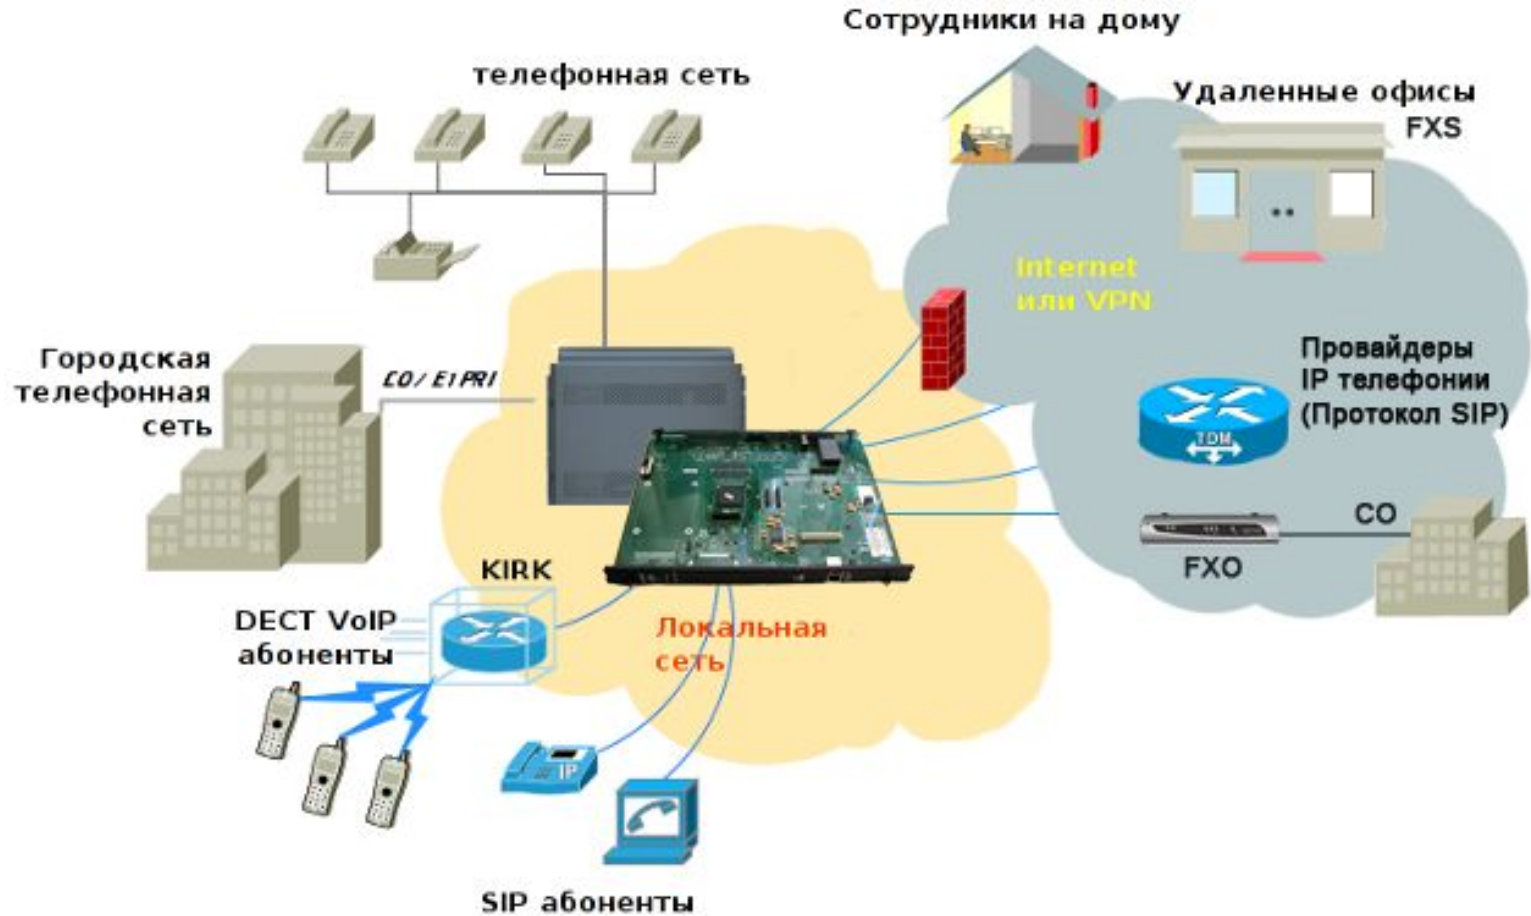 Сотрудники на дому
телефонная сеть
Удаленные офисы
FXS
Internet
или VPN
Городская
телефонная
сеть
CO/E1PRI
Провайдеры
IP телефонии
(Протокол SIP)
TDM
CO
FXO
KIRK
DECT VoIP
абоненты
Локальная
сеть
IP
SIP абоненты